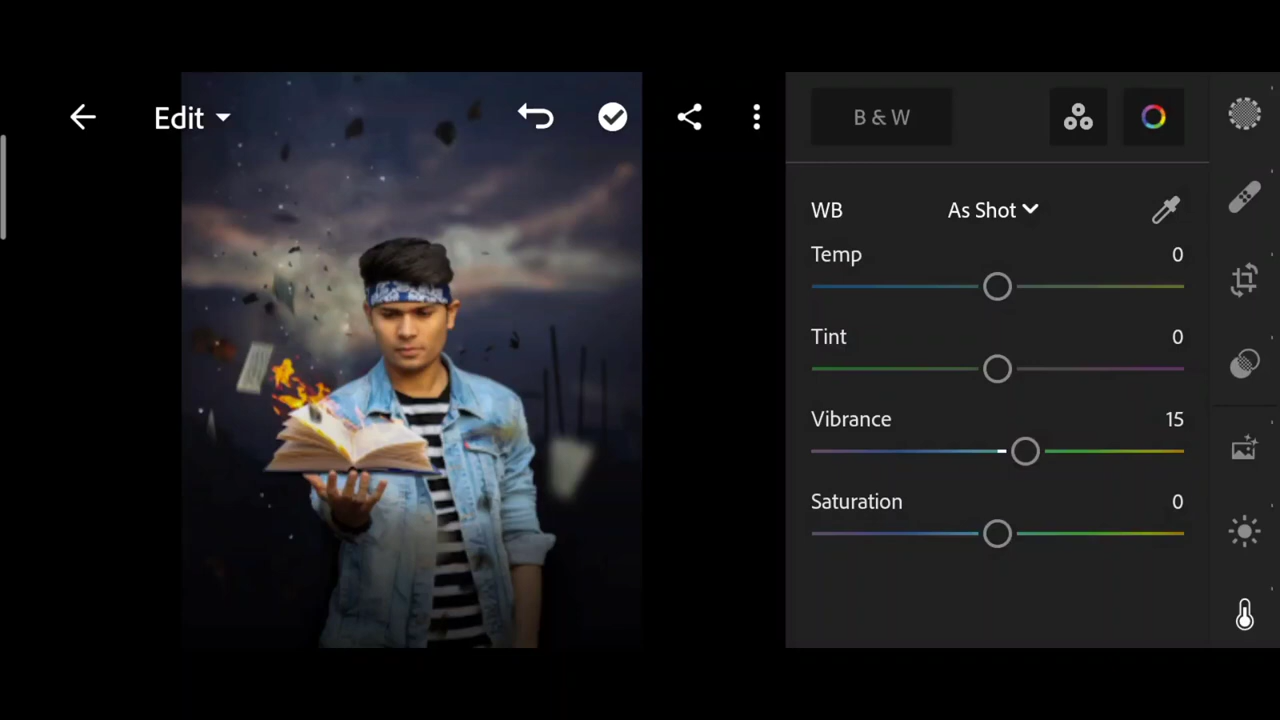 Edit
B & W
WB
As Shot
Temp
0
Tint
0
Vibrance
15
Saturation
0